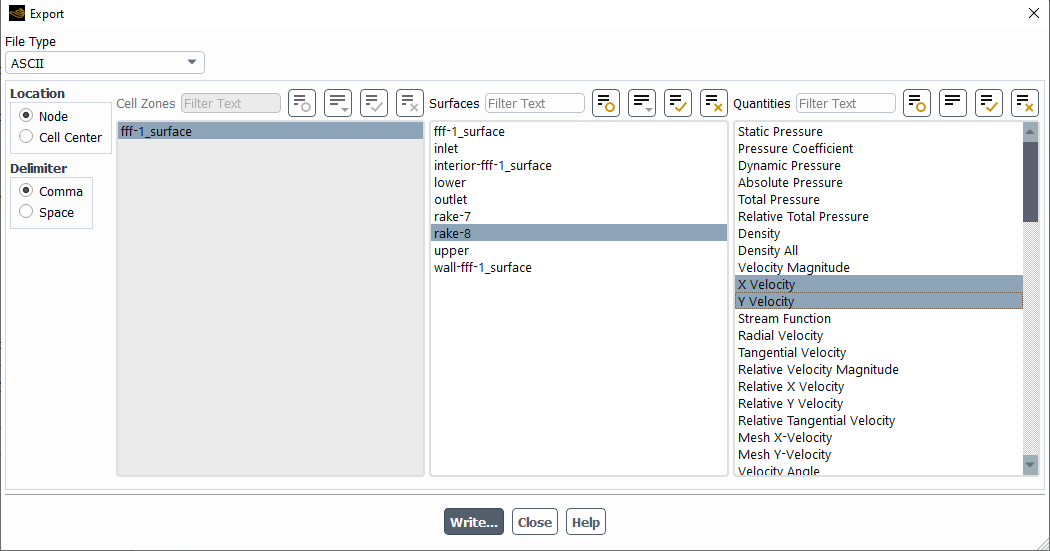 Export
File Type
ASCII
Location
Node
Cell Center
Delimiter
Comma
Space
Cell Zones
Filter Text
fff-1_surface
Surfaces
Filter Text
fff-1_surface
inlet
interior-fff-1_surface
lower
outlet
rake-7
rake-8
upper
wall-fff-1_surface
Quantities
Filter Text
Static Pressure
Pressure Coefficient
Dynamic Pressure
Absolute Pressure
Total Pressure
Relative Total Pressure
Density
Density All
Velocity Magnitude
X Velocity
Y Velocity
Stream Function
Radial Velocity
Tangential Velocity
Relative Velocity Magnitude
Relative X Velocity
Relative Y Velocity
Relative Tangential Velocity
Mesh X-Velocity
Mesh Y-Velocity
Velocity Angle
Write...
Close
Help